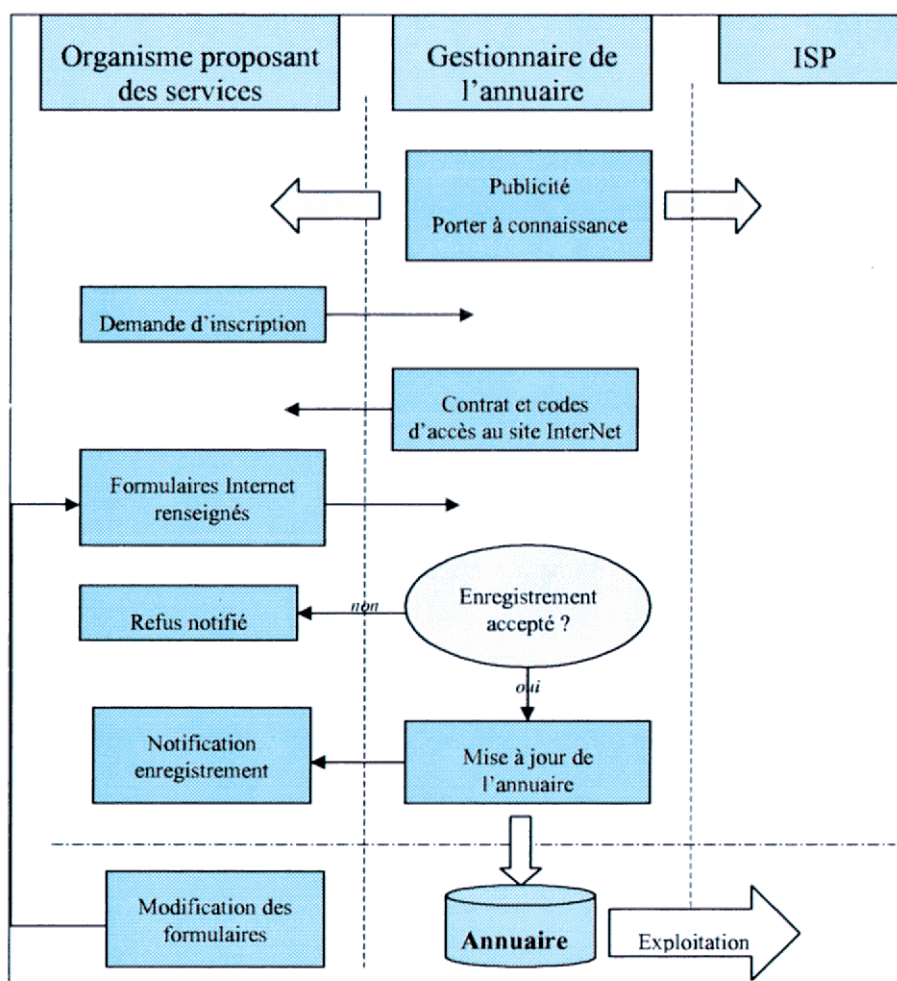 Organisme proposant
des services
Gestionnaire de
l'annuaire
ISP
Publicité
Porter à connaissance
Demande d'inscription
Contrat et codes
d'accès au site InterNet
Formulaires Internet
renseignés
Enregistrement
accepté ?
non
Refus notifié
oui
Notification
enregistrement
Mise à jour de
l'annuaire
Modification des
formulaires
Annuaire
Exploitation